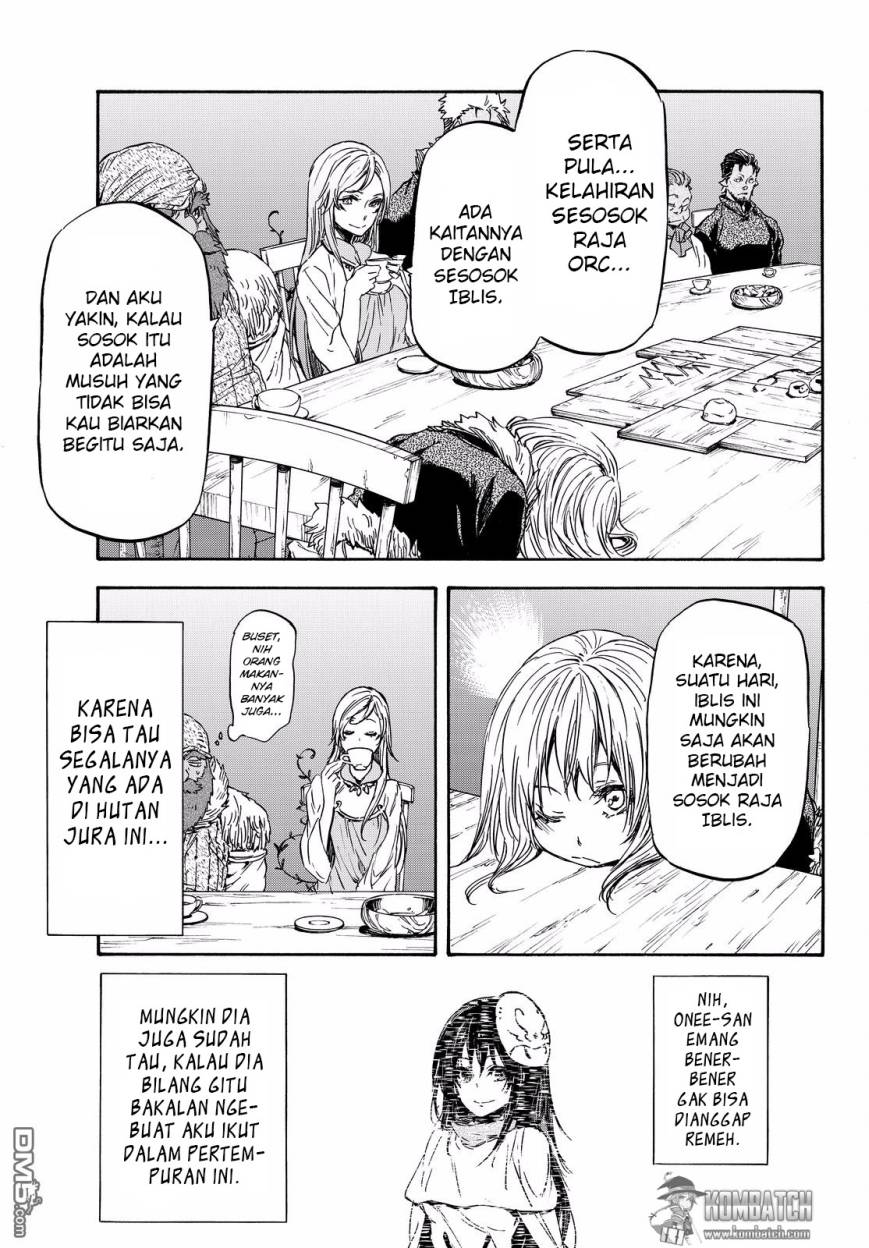 SERTA
PULA...
KELAHIRAN
SESOSOK
RAJA
ORC...
ADA
KAITANNYA
DENGAN
SESOSOK
IBLIS.
DAN AKU
YAKIN, KALAU
SOSOK ITU
ADALAH
MUSUH YANG
TIDAK BISA
KAU BIARKAN
BEGITU SAJA.
KARENA,
SUATU HARI,
IBLIS INI
MUNGKIN
SAJA AKAN
BERUBAH
MENJADI
SOSOK RAJA
IBLIS.
BUSET,
NIH
ORANG
MAKAN-
NYA
BANYAK
JUGA...
KARENA
BISA TAU
SEGALANYA
YANG ADA
DI HUTAN
JURA INI...
NIH,
ONEE-SAN
EMANG
BENER-
BENER
GAK BISA
DIANGGAP
REMEH.
MUNGKIN DIA
JUGA SUDAH
TAU, KALAU DIA
BILANG GITU
BAKALAN NGE-
BUAT AKU IKUT
DALAM PERTEM-
PURAN INI.
DM5.com
KOMBATCH
www.kombatch.com